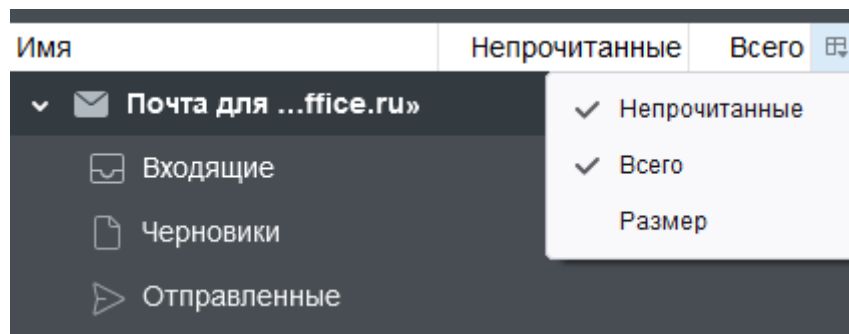 Имя Непрочитанные Всего
Почта для ...ffice.ru»
Непрочитанные
Входящие
Всего
Черновики
Размер
Отправленные